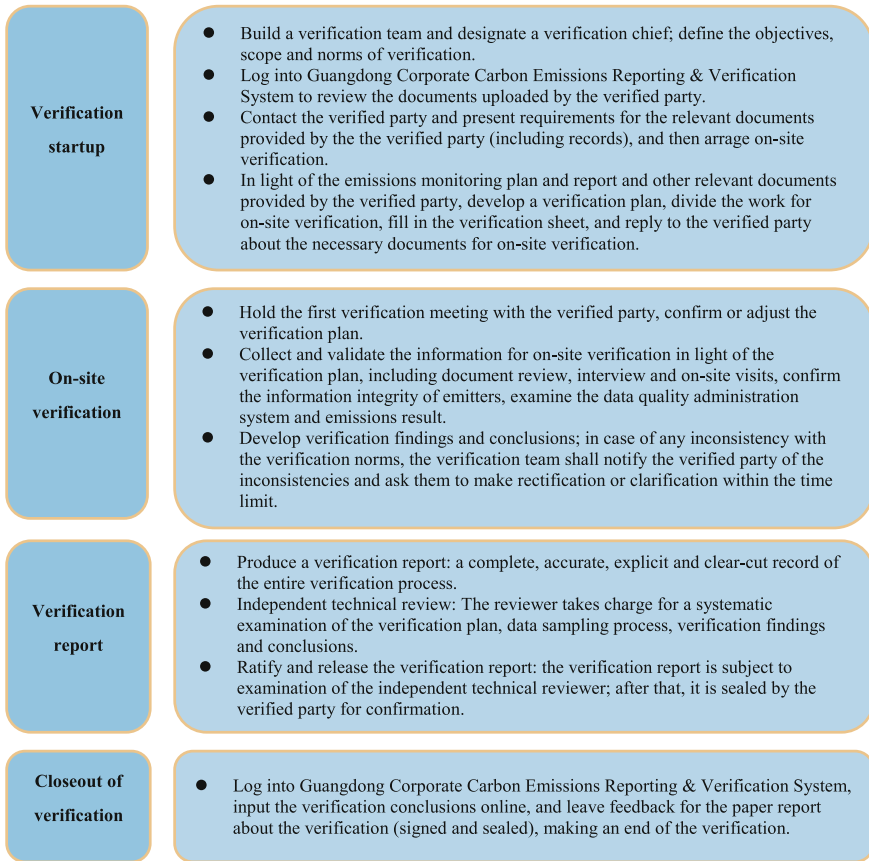 Verification
startup
● Build a verification team and designate a verification chief; define the objectives,
scope and norms of verification.
● Log into Guangdong Corporate Carbon Emissions Reporting & Verification
System to review the documents uploaded by the verified party.
● Contact the verified party and present requirements for the relevant documents
provided by the the verified party (including records), and then arrage on-site
verification.
● In light of the emissions monitoring plan and report and other relevant documents
provided by the verified party, develop a verification plan, divide the work for
on-site verification, fill in the verification sheet, and reply to the verified party
about the necessary documents for on-site verification.
On-site
verification
● Hold the first verification meeting with the verified party, confirm or adjust the
verification plan.
● Collect and validate the information for on-site verification in light of the
verification plan, including document review, interview and on-site visits, confirm
the information integrity of emitters, examine the data quality administration
system and emissions result.
● Develop verification findings and conclusions; in case of any inconsistency with
the verification norms, the verification team shall notify the verified party of the
inconsistencies and ask them to make rectification or clarification within the time
limit.
Verification
report
● Produce a verification report: a complete, accurate, explicit and clear-cut record of
the entire verification process.
● Independent technical review: The reviewer takes charge for a systematic
examination of the verification plan, data sampling process, verification findings
and conclusions.
● Ratify and release the verification report: the verification report is subject to
examination of the independent technical reviewer; after that, it is sealed by the
verified party for confirmation.
Closeout of
verification
● Log into Guangdong Corporate Carbon Emissions Reporting & Verification System,
input the verification conclusions online, and leave feedback for the paper report
about the verification (signed and sealed), making an end of the verification.